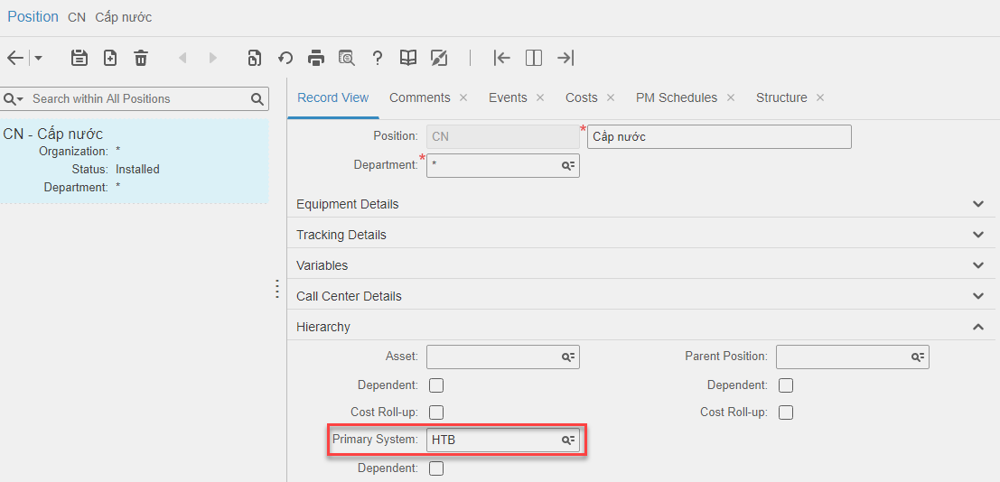 Position CN Cấp nước
Search within All Positions
CN - Cấp nước
Organization: *
Status: Installed
Department: *
Record View Comments × Events × Costs × PM Schedules × Structure ×
Position: CN * Cấp nước
Department: * *
Equipment Details
Tracking Details
Variables
Call Center Details
Hierarchy
Asset: Parent Position:
Dependent: Dependent:
Cost Roll-up: Cost Roll-up:
Primary System: HTB
Dependent: